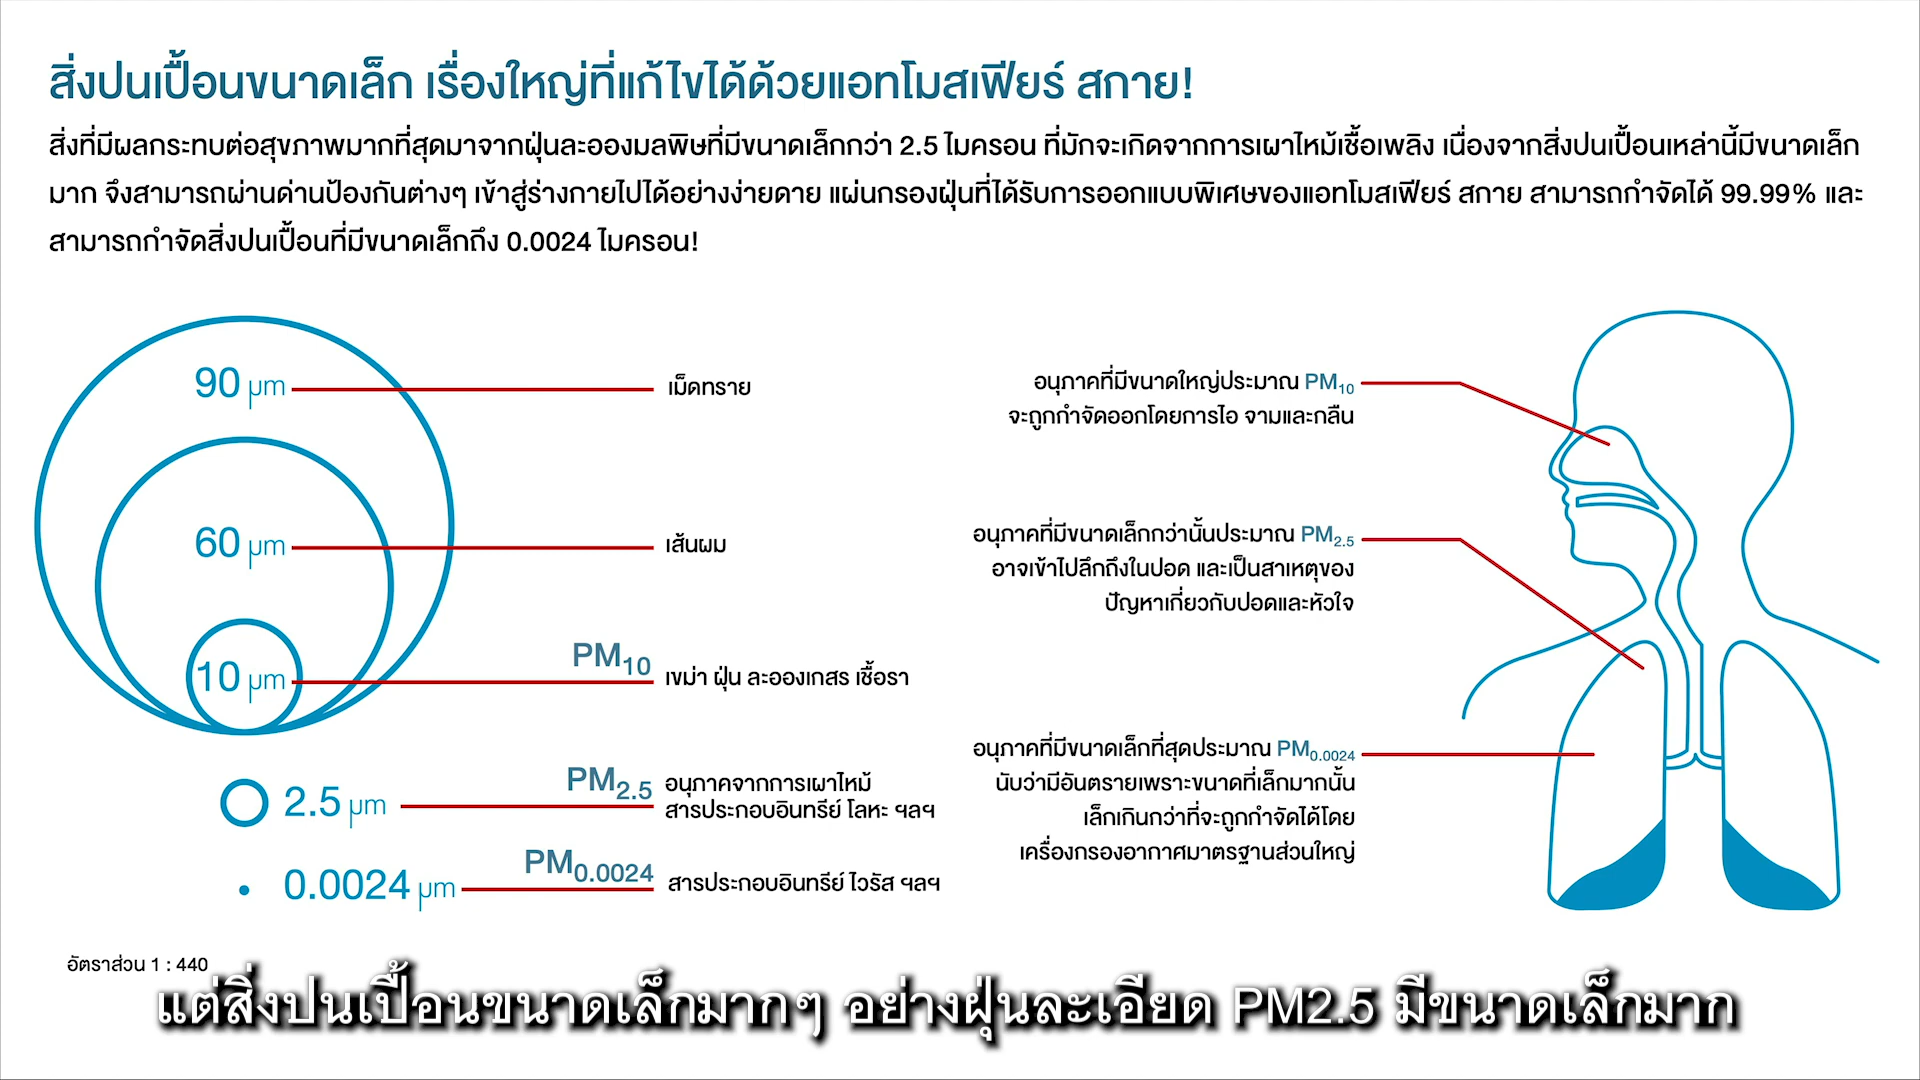 สิ่งปนเปื้อนขนาดเล็ก เรื่องใหญ่ที่แก้ไขได้ด้วยแอทโมสเฟียร์ สกาย!
สิ่งที่มีผลกระทบต่อสุขภาพมากที่สุดมาจากฝุ่นละอองมลพิษที่มีขนาดเล็กกว่า 2.5 ไมครอน ที่มักจะเกิดจากการเผาไหม้เชื้อเพลิง เนื่องจากสิ่งปนเปื้อนเหล่านี้มีขนาดเล็ก
มาก จึงสามารถผ่านด่านป้องกันต่างๆ เข้าสู่ร่างกายไปได้อย่างง่ายดาย แผ่นกรองฝุ่นที่ได้รับการออกแบบพิเศษของแอทโมสเฟียร์ สกาย สามารถกำจัดได้ 99.99% และ
สามารถกำจัดสิ่งปนเปื้อนที่มีขนาดเล็กถึง 0.0024 ไมครอน!
90 µm เม็ดทราย
60 µm เส้นผม
10 µm PM10 เขม่า ฝุ่น ละอองเกสร เชื้อรา
2.5 µm PM2.5 อนุภาคจากการเผาไหม้
สารประกอบอินทรีย์ โลหะ ฯลฯ
0.0024 µm PM0.0024 สารประกอบอินทรีย์ ไวรัส ฯลฯ
อัตราส่วน 1 : 440
อนุภาคที่มีขนาดใหญ่ประมาณ PM10
จะถูกกำจัดออกโดยการไอ จามและกลืน
อนุภาคที่มีขนาดเล็กกว่านั้นประมาณ PM2.5
อาจเข้าไปลึกถึงในปอด และเป็นสาเหตุของ
ปัญหาเกี่ยวกับปอดและหัวใจ
อนุภาคที่มีขนาดเล็กที่สุดประมาณ PM0.0024
นับว่ามีอันตรายเพราะขนาดที่เล็กมากนั้น
เล็กเกินกว่าที่จะถูกกำจัดได้โดย
เครื่องกรองอากาศมาตรฐานส่วนใหญ่
แต่สิ่งปนเปื้อนขนาดเล็กมากๆ อย่างฝุ่นละเอียด PM2.5 มีขนาดเล็กมาก